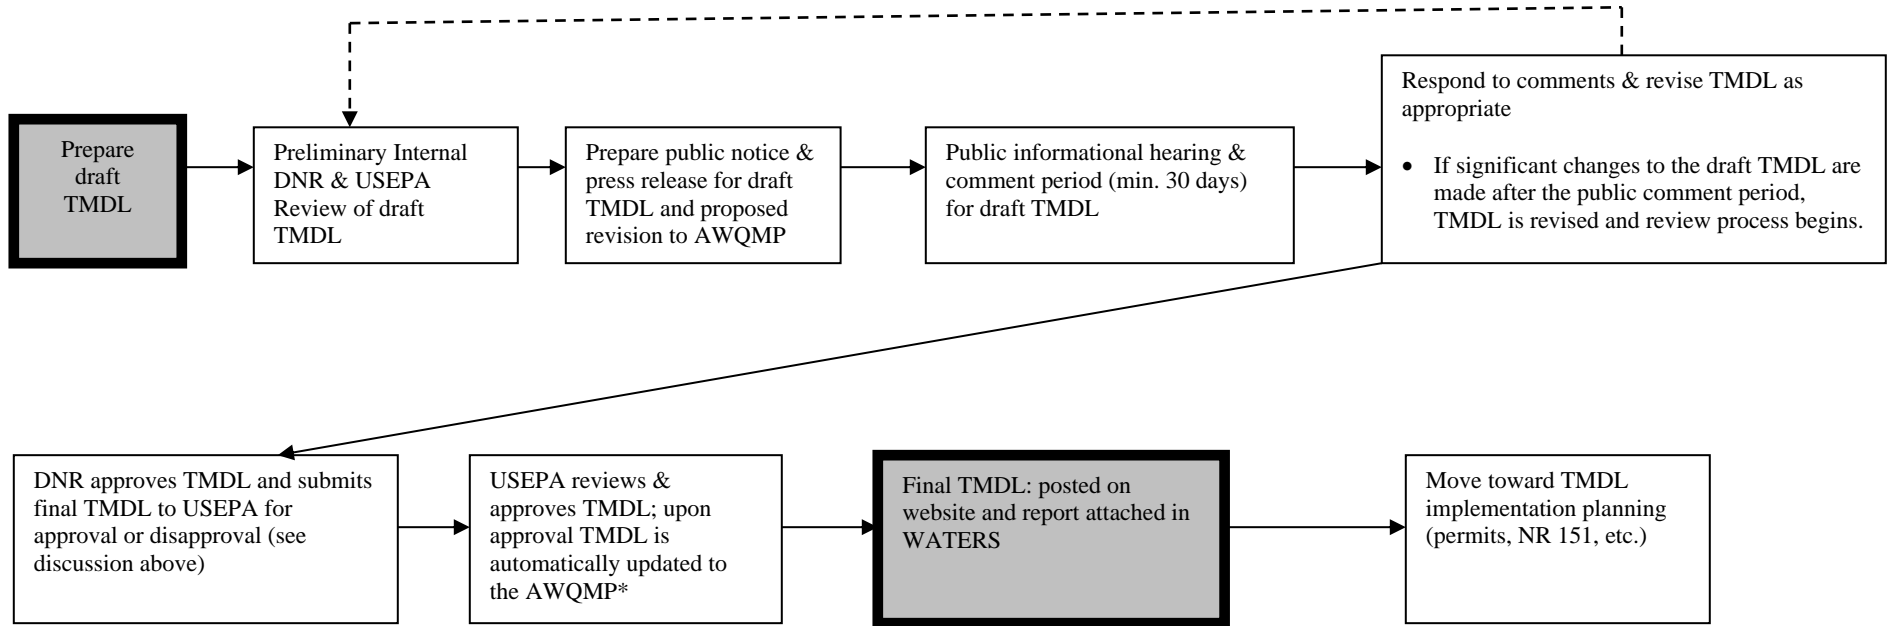 Prepare
draft
TMDL
Preliminary Internal
DNR & USEPA
Review of draft
TMDL
Prepare public notice &
press release for draft
TMDL and proposed
revision to AWQMP
Public informational hearing &
comment period (min. 30 days)
for draft TMDL
Respond to comments & revise TMDL as
appropriate
• If significant changes to the draft TMDL are
made after the public comment period,
TMDL is revised and review process begins.
DNR approves TMDL and submits
final TMDL to USEPA for
approval or disapproval (see
discussion above)
USEPA reviews &
approves TMDL; upon
approval TMDL is
automatically updated to
the AWQMP*
Final TMDL: posted on
website and report attached in
WATERS
Move toward TMDL
implementation planning
(permits, NR 151, etc.)